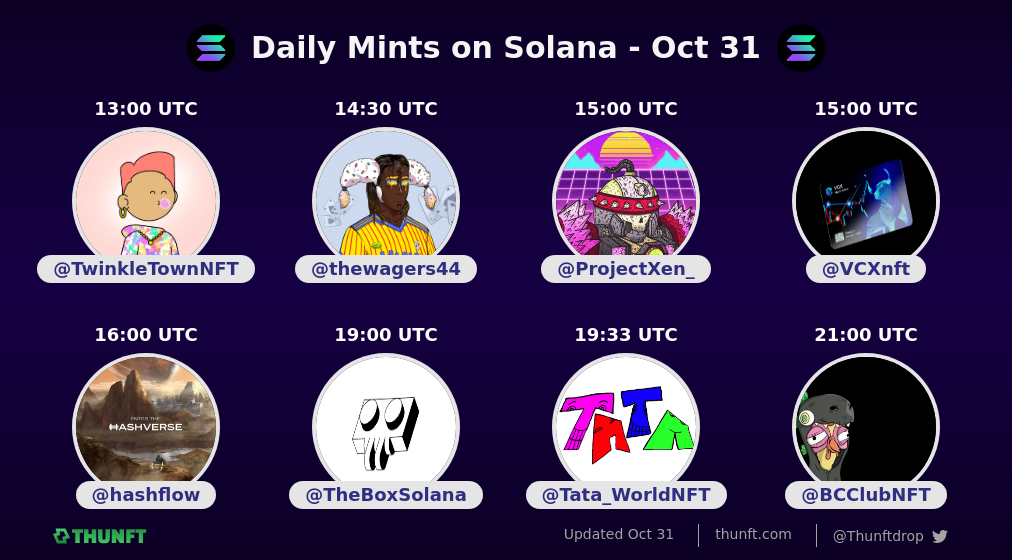 Daily Mints on Solana - Oct 31
13:00 UTC
14:30 UTC
15:00 UTC
15:00 UTC
@TwinkleTownNFT
@thewagers44
@ProjectXen_
@VCXnft
16:00 UTC
19:00 UTC
19:33 UTC
21:00 UTC
ENTER THE
HASHVERSE
TATA
@hashflow
@TheBoxSolana
@Tata_WorldNFT
@BCClubNFT
THUNFT
Updated Oct 31
thunft.com
@Thunftdrop